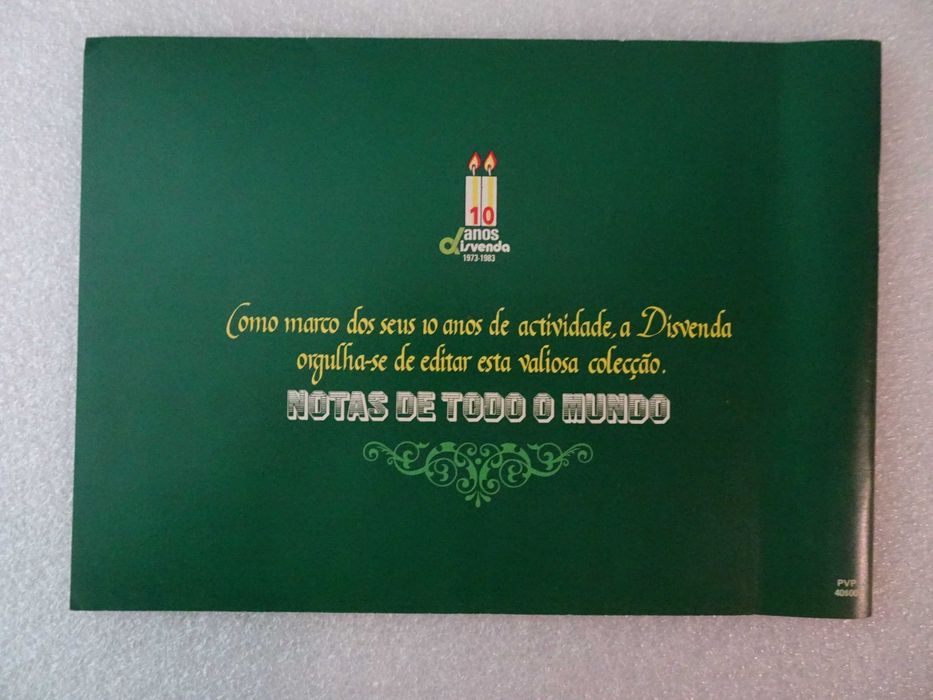 10
anos
disvenda
1973-1983
Como marco dos seus 10 anos de actividade, a Disvenda
orgulha-se de editar esta valiosa colecção.
NOTAS DE TODO O MUNDO
PVP